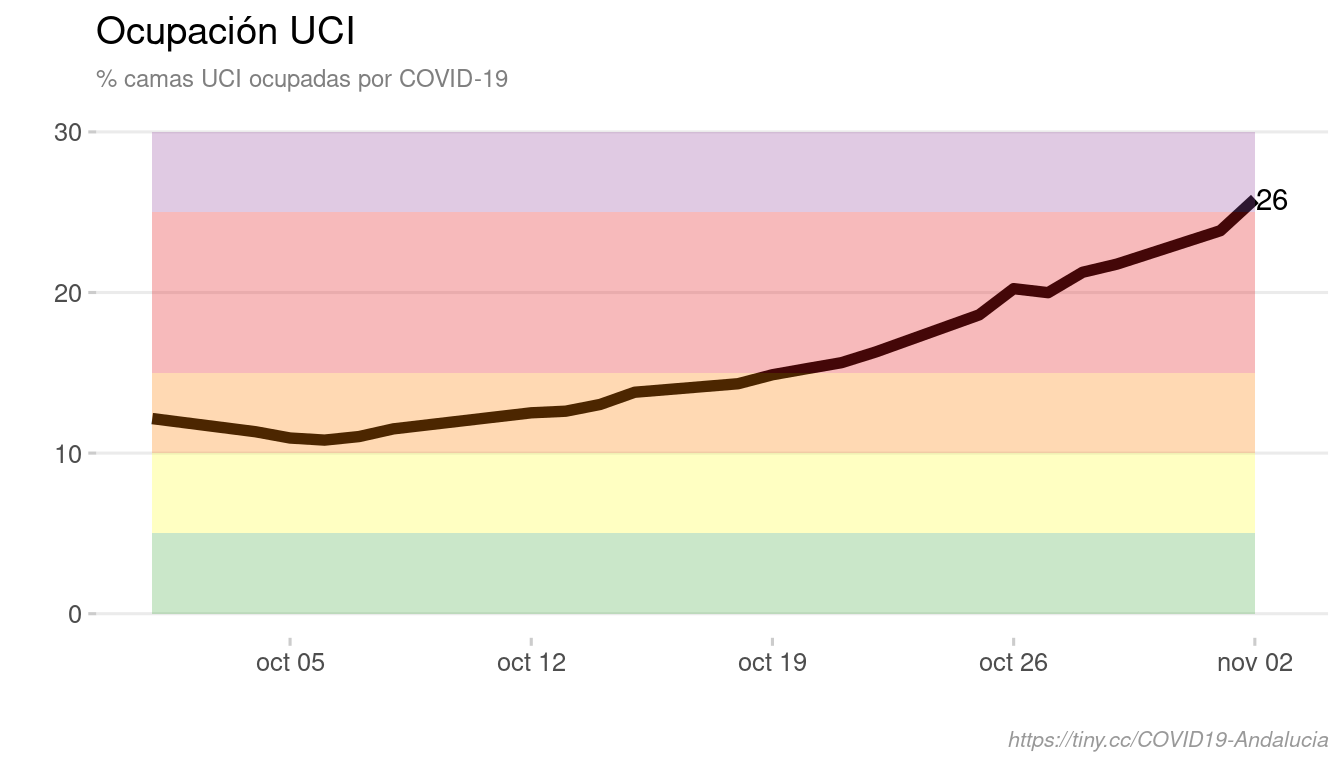 Ocupación UCI
% camas UCI ocupadas por COVID-19
30
26
20
10
0
oct 05 oct 12 oct 19 oct 26 nov 02
https://tiny.cc/COVID19-Andalucia